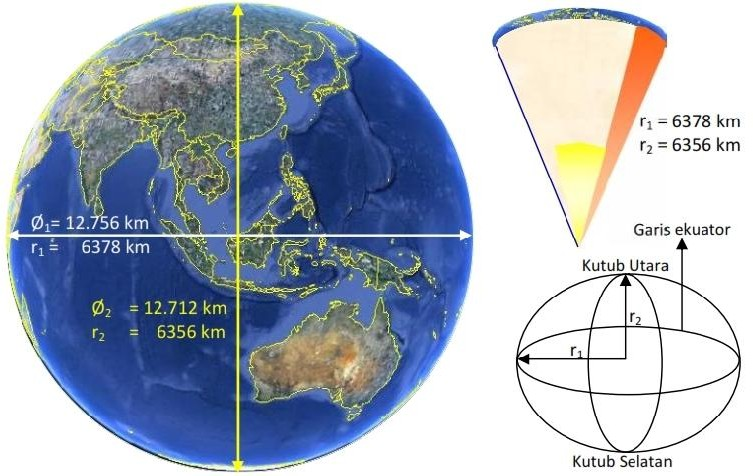 Ø1= 12.756 km
r1 = 6378 km
Ø2 = 12.712 km
r2 = 6356 km
r1 = 6378 km
r2 = 6356 km
Garis ekuator
Kutub Utara
r2
r1
Kutub Selatan